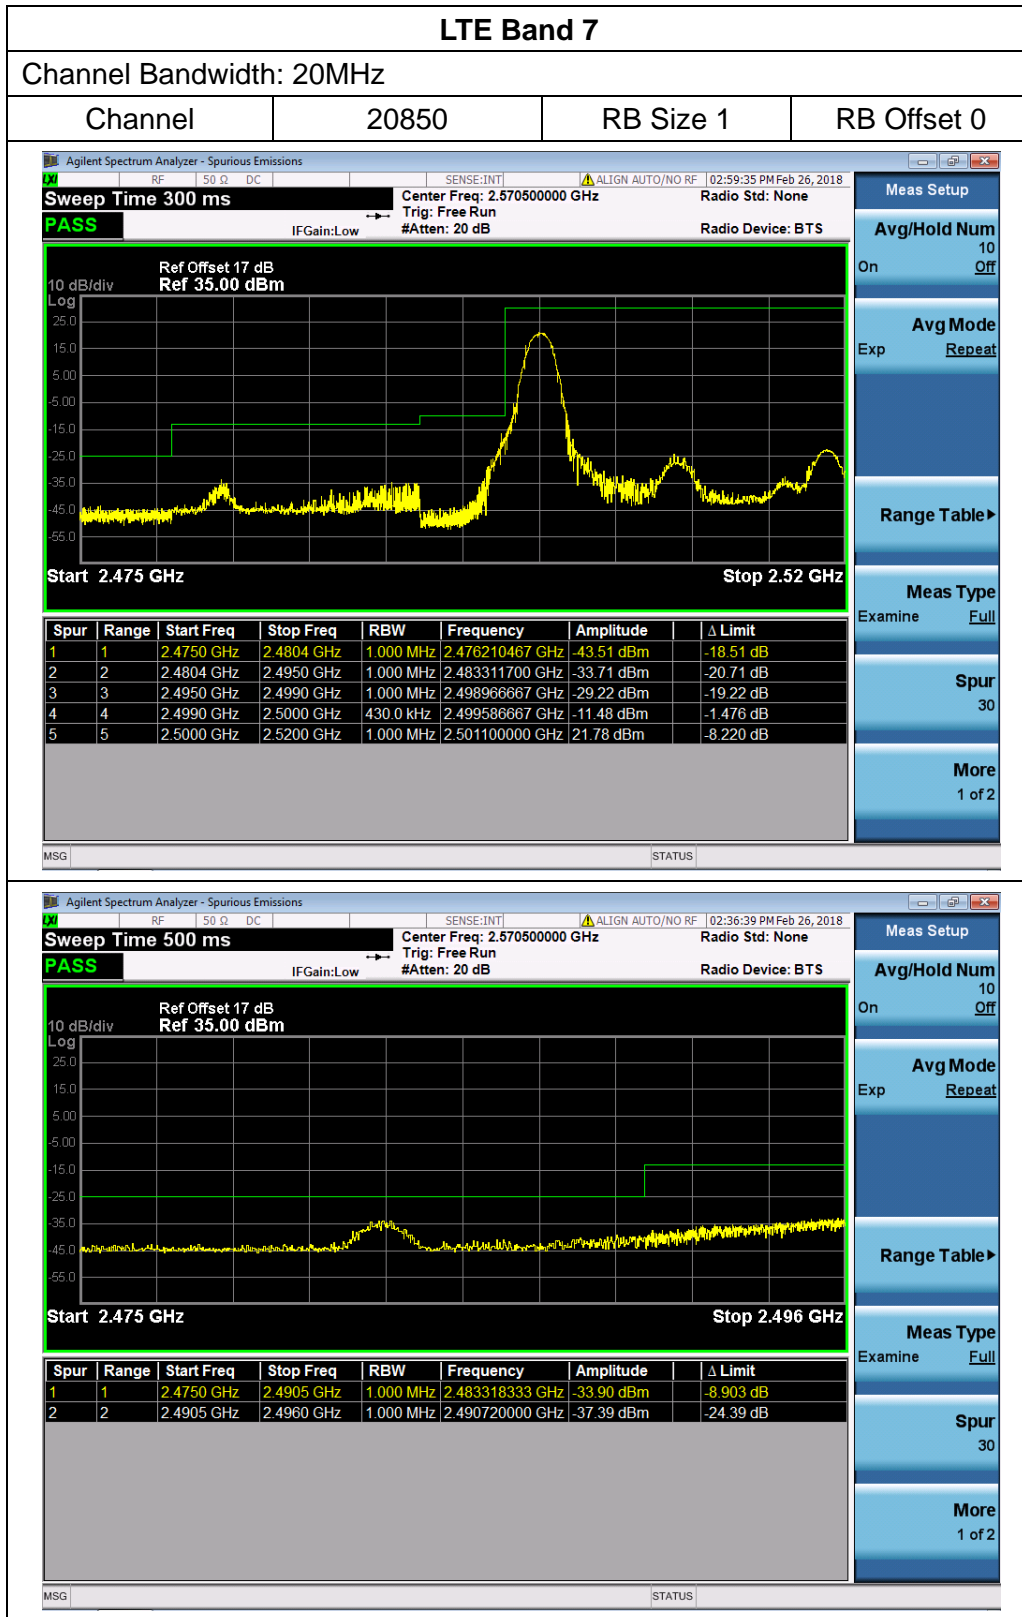 LTE Band 7
Channel Bandwidth: 20MHz
Channel 20850 RB Size 1 RB Offset 0
Agilent Spectrum Analyzer - Spurious Emissions
LXI RF 50 Ω DC SENSE:INT ALIGN AUTO/NO RF 02:59:35 PM Feb 26, 2018
Sweep Time 300 ms Center Freq: 2.570500000 GHz Radio Std: None
Trig: Free Run
PASS IFGain:Low #Atten: 20 dB Radio Device: BTS
Ref Offset 17 dB
10 dB/div Ref 35.00 dBm
Log
25.0
15.0
5.00
-5.00
-15.0
-25.0
-35.0
-45.0
-55.0
Start 2.475 GHz Stop 2.52 GHz
Spur Range Start Freq Stop Freq RBW Frequency Amplitude Δ Limit
1 1 2.4750 GHz 2.4804 GHz 1.000 MHz 2.476210467 GHz -43.51 dBm -18.51 dB
2 2 2.4804 GHz 2.4950 GHz 1.000 MHz 2.483311700 GHz -33.71 dBm -20.71 dB
3 3 2.4950 GHz 2.4990 GHz 1.000 MHz 2.498966667 GHz -29.22 dBm -19.22 dB
4 4 2.4990 GHz 2.5000 GHz 430.0 kHz 2.499586667 GHz -11.48 dBm -1.476 dB
5 5 2.5000 GHz 2.5200 GHz 1.000 MHz 2.501100000 GHz 21.78 dBm -8.220 dB
MSG STATUS
Meas Setup
Avg/Hold Num
10
On Off
Avg Mode
Exp Repeat
Range Table
Meas Type
Examine Full
Spur
30
More
1 of 2
Agilent Spectrum Analyzer - Spurious Emissions
LXI RF 50 Ω DC SENSE:INT ALIGN AUTO/NO RF 02:36:39 PM Feb 26, 2018
Sweep Time 500 ms Center Freq: 2.570500000 GHz Radio Std: None
Trig: Free Run
PASS IFGain:Low #Atten: 20 dB Radio Device: BTS
Ref Offset 17 dB
10 dB/div Ref 35.00 dBm
Log
25.0
15.0
5.00
-5.00
-15.0
-25.0
-35.0
-45.0
-55.0
Start 2.475 GHz Stop 2.496 GHz
Spur Range Start Freq Stop Freq RBW Frequency Amplitude Δ Limit
1 1 2.4750 GHz 2.4905 GHz 1.000 MHz 2.483318333 GHz -33.90 dBm -8.903 dB
2 2 2.4905 GHz 2.4960 GHz 1.000 MHz 2.490720000 GHz -37.39 dBm -24.39 dB
MSG STATUS
Meas Setup
Avg/Hold Num
10
On Off
Avg Mode
Exp Repeat
Range Table
Meas Type
Examine Full
Spur
30
More
1 of 2